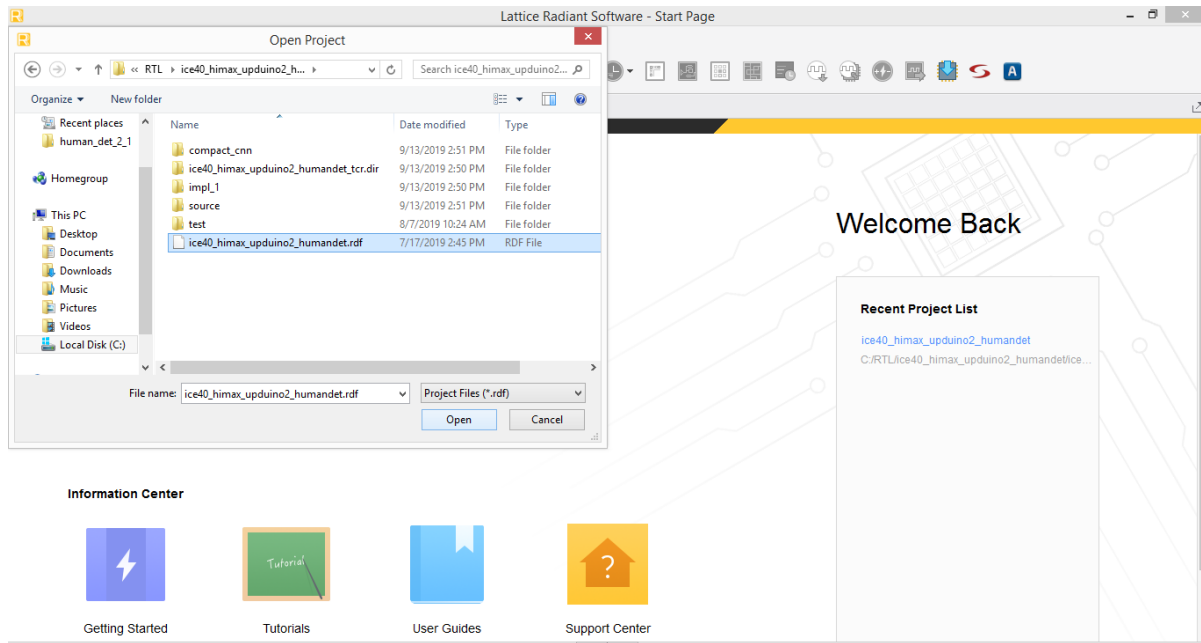 Lattice Radiant Software - Start Page
Open Project
« RTL ▸ ice40_himax_upduino2_h... ▸
Search ice40_himax_upduino2...
Organize
New folder
Recent places
human_det_2_1
Homegroup
This PC
Desktop
Documents
Downloads
Music
Pictures
Videos
Local Disk (C:)
Name Date modified Type
compact_cnn 9/13/2019 2:51 PM File folder
ice40_himax_upduino2_humandet_tcr.dir 9/13/2019 2:50 PM File folder
impl_1 9/13/2019 2:50 PM File folder
source 9/13/2019 2:51 PM File folder
test 8/7/2019 10:24 AM File folder
ice40_himax_upduino2_humandet.rdf 7/17/2019 2:45 PM RDF File
File name: ice40_himax_upduino2_humandet.rdf
Project Files (*.rdf)
Open
Cancel
Welcome Back
Recent Project List
ice40_himax_upduino2_humandet
C:/RTL/ice40_himax_upduino2_humandet/ice...
Information Center
Tutorial
Getting Started
Tutorials
User Guides
Support Center